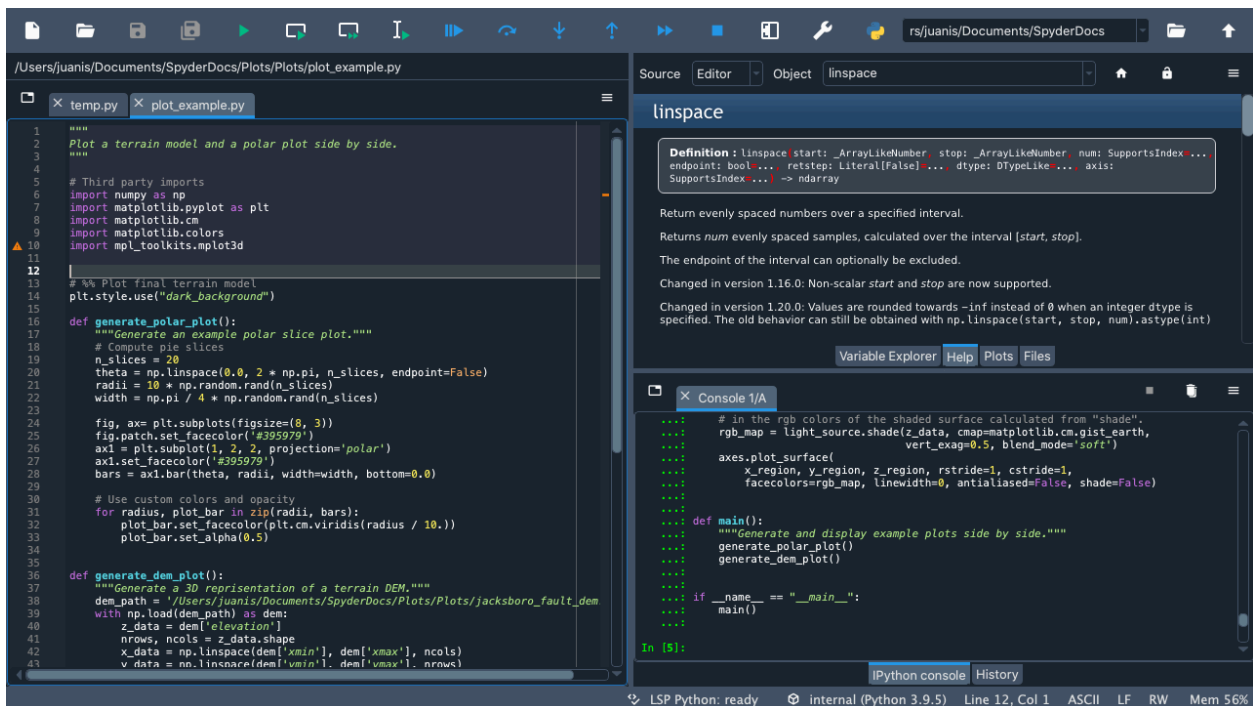 rs/juanis/Documents/SpyderDocs
/Users/juanis/Documents/SpyderDocs/Plots/Plots/plot_example.py
temp.py
plot_example.py
1 """
2 Plot a terrain model and a polar plot side by side.
3 """
4
5 # Third party imports
6 import numpy as np
7 import matplotlib.pyplot as plt
8 import matplotlib.cm
9 import matplotlib.colors
10 import mpl_toolkits.mplot3d
11
12
13 # %% Plot final terrain model
14 plt.style.use("dark_background")
15
16 def generate_polar_plot():
17     """Generate an example polar slice plot."""
18     # Compute pie slices
19     n_slices = 20
20     theta = np.linspace(0.0, 2 * np.pi, n_slices, endpoint=False)
21     radii = 10 * np.random.rand(n_slices)
22     width = np.pi / 4 * np.random.rand(n_slices)
23
24     fig, ax= plt.subplots(figsize=(8, 3))
25     fig.patch.set_facecolor('#395979')
26     ax1 = plt.subplot(1, 2, 2, projection='polar')
27     ax1.set_facecolor('#395979')
28     bars = ax1.bar(theta, radii, width=width, bottom=0.0)
29
30     # Use custom colors and opacity
31     for radius, plot_bar in zip(radii, bars):
32         plot_bar.set_facecolor(plt.cm.viridis(radius / 10.))
33         plot_bar.set_alpha(0.5)
34
35
36 def generate_dem_plot():
37     """Generate a 3D reprisentation of a terrain DEM."""
38     dem_path = '/Users/juanis/Documents/SpyderDocs/Plots/Plots/jacksboro_fault_dem
39     with np.load(dem_path) as dem:
40         z_data = dem['elevation']
41         nrows, ncols = z_data.shape
42         x_data = np.linspace(dem['xmin'], dem['xmax'], ncols)
43         y_data = np.linspace(dem['ymin'], dem['ymax'], nrows)
Source Editor Object linspace
linspace
Definition : linspace(start: _ArrayLikeNumber, stop: _ArrayLikeNumber, num: SupportsIndex=...,
endpoint: bool=..., retstep: Literal[False]=..., dtype: DTypeLike=..., axis:
SupportsIndex=...) -> ndarray
Return evenly spaced numbers over a specified interval.
Returns num evenly spaced samples, calculated over the interval [start, stop].
The endpoint of the interval can optionally be excluded.
Changed in version 1.16.0: Non-scalar start and stop are now supported.
Changed in version 1.20.0: Values are rounded towards -inf instead of 0 when an integer dtype is
specified. The old behavior can still be obtained with np.linspace(start, stop, num).astype(int)
Variable Explorer Help Plots Files
Console 1/A
...:     # in the rgb colors of the shaded surface calculated from "shade".
...:     rgb_map = light_source.shade(z_data, cmap=matplotlib.cm.gist_earth,
...:                                  vert_exag=0.5, blend_mode='soft')
...:     axes.plot_surface(
...:         x_region, y_region, z_region, rstride=1, cstride=1,
...:         facecolors=rgb_map, linewidth=0, antialiased=False, shade=False)
...:
...:
...: def main():
...:     """Generate and display example plots side by side."""
...:     generate_polar_plot()
...:     generate_dem_plot()
...:
...:
...: if __name__ == "__main__":
...:     main()
...:
In [5]:
IPython console History
LSP Python: ready internal (Python 3.9.5) Line 12, Col 1 ASCII LF RW Mem 56%